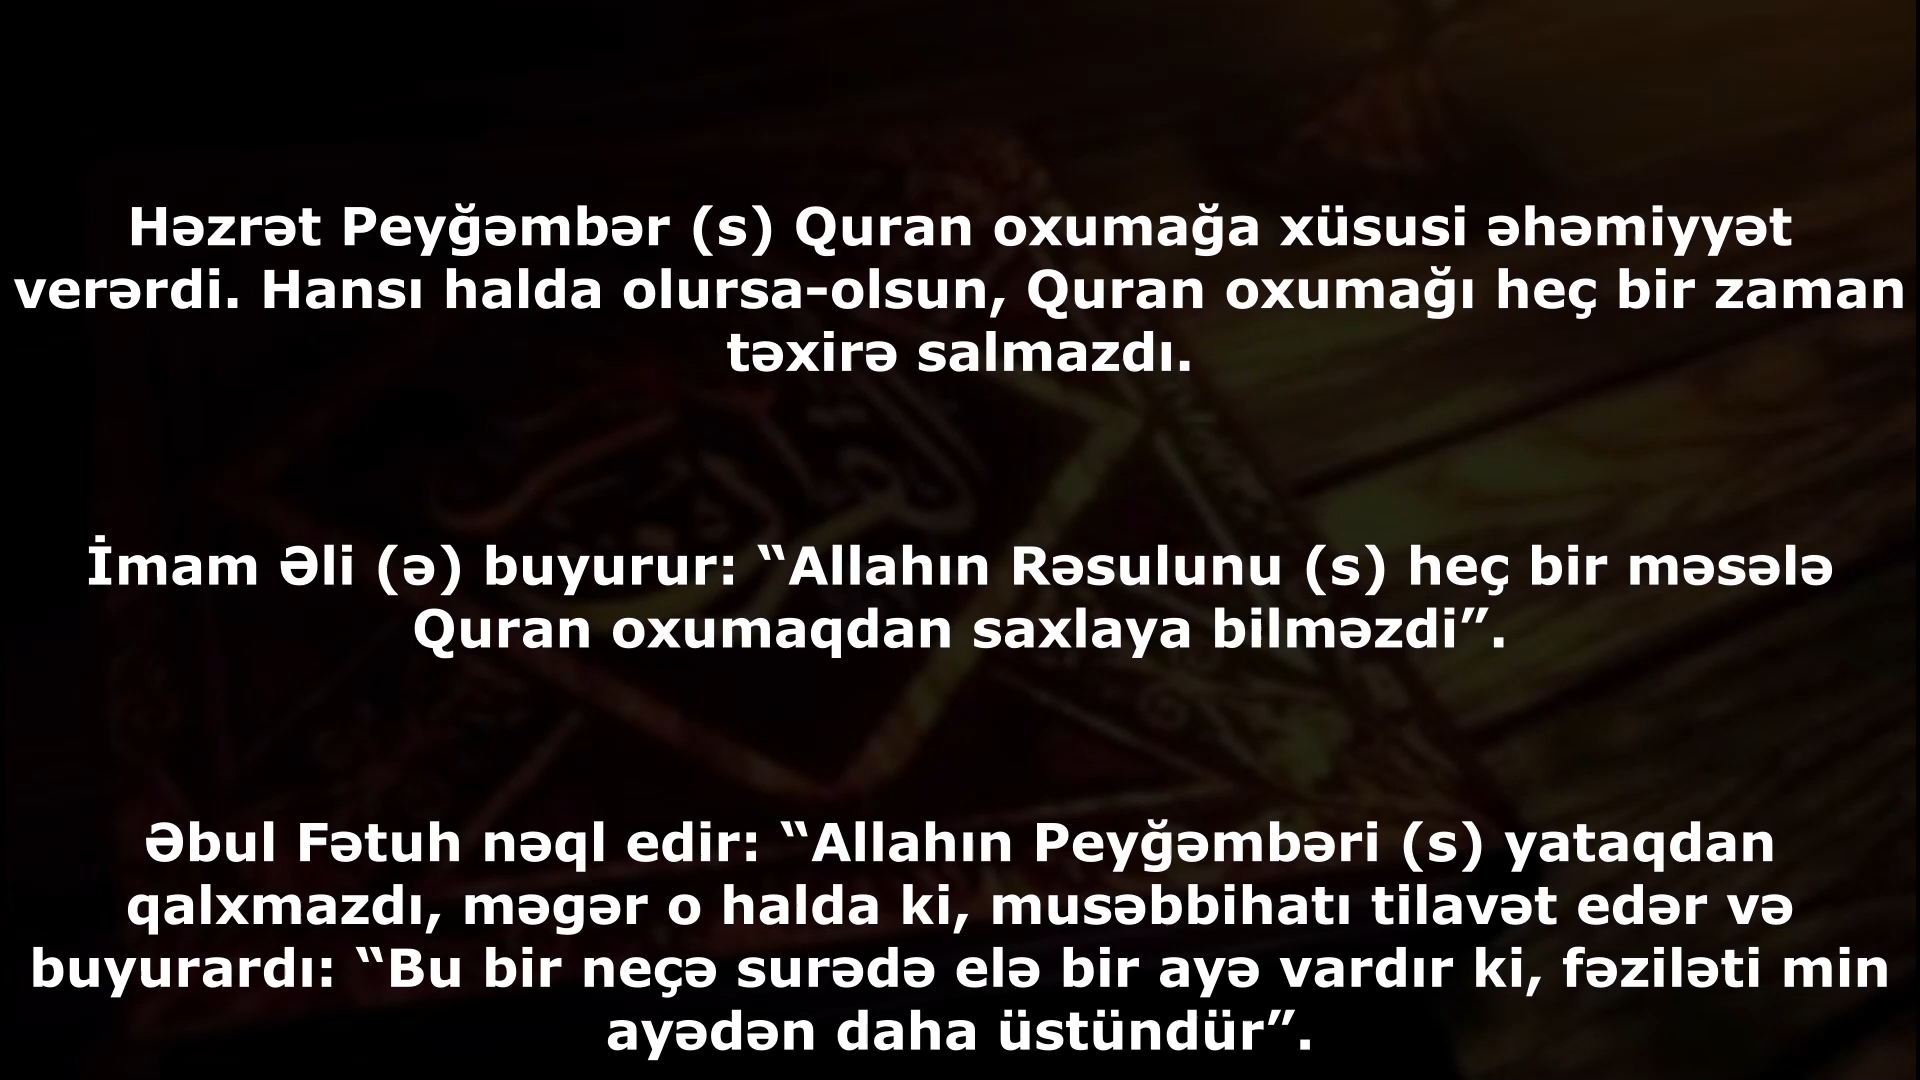 Həzrət Peyğəmbər (s) Quran oxumağa xüsusi əhəmiyyət
verərdi. Hansı halda olursa-olsun, Quran oxumağı heç bir zaman
təxirə salmazdı.
İmam Əli (ə) buyurur: “Allahın Rəsulunu (s) heç bir məsələ
Quran oxumaqdan saxlaya bilməzdi”.
Əbul Fətuh nəql edir: “Allahın Peyğəmbəri (s) yataqdan
qalxmazdı, məgər o halda ki, musəbbihatı tilavət edər və
buyurardı: “Bu bir neçə surədə elə bir ayə vardır ki, fəziləti min
ayədən daha üstündür”.